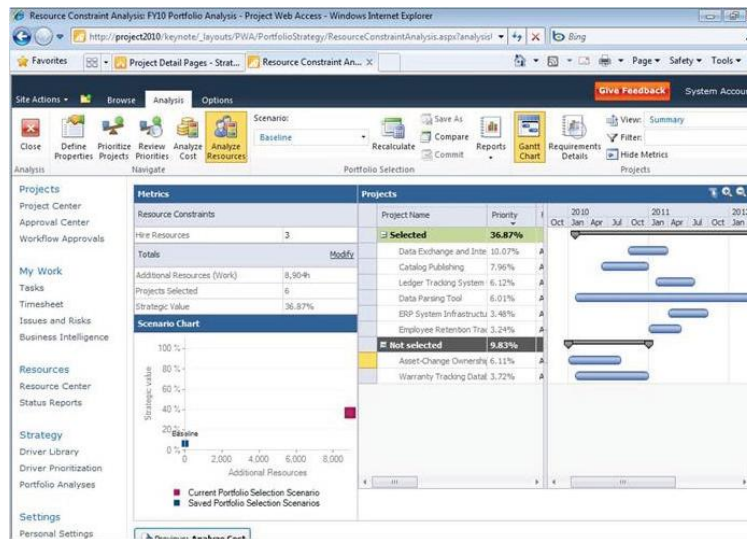 Resource Constraint Analysis: FY10 Portfolio Analysis - Project Web Access - Windows Internet Explorer
http://project2010/keynote/_layouts/PWA/PortfolioStrategy/ResourceConstraintAnalysis.aspx?analysisI
Bing
Favorites
Project Detail Pages - Strat...
Resource Constraint An...
Page
Safety
Tools
Give Feedback
System Accou
Site Actions
Browse
Analysis
Options
Close
Define Properties
Prioritize Projects
Review Priorities
Analyze Cost
Analyze Resources
Scenario:
Baseline
Recalculate
Save As
Compare
Commit
Reports
Gantt Chart
Requirements Details
View: Summary
Filter:
Hide Metrics
Analysis
Navigate
Portfolio Selection
Projects
Projects
Project Center
Approval Center
Workflow Approvals
My Work
Tasks
Timesheet
Issues and Risks
Business Intelligence
Resources
Resource Center
Status Reports
Strategy
Driver Library
Driver Prioritization
Portfolio Analyses
Settings
Personal Settings
Metrics
Resource Constraints
Hire Resources 3
Totals Modify
Additional Resources (Work) 8,904h
Projects Selected 6
Strategic Value 36.87%
Scenario Chart
Strategic value
100 %
80 %
60 %
40 %
20 %
0 %
Baseline
0 2,000 4,000 6,000 8,000
Additional Resources
Current Portfolio Selection Scenario
Saved Portfolio Selection Scenarios
Previous: Analyze Cost
Projects
Project Name Priority
2010 2011 2012
Oct Jan Apr Jul Oct Jan Apr Jul Oct Jan
Selected 36.87%
Data Exchange and Inte 10.07%
Catalog Publishing 7.96%
Ledger Tracking System 6.12%
Data Parsing Tool 6.01%
ERP System Infrastructu 3.48%
Employee Retention Trac 3.24%
Not selected 9.83%
Asset-Change Ownershi 6.11%
Warranty Tracking Datal 3.72%